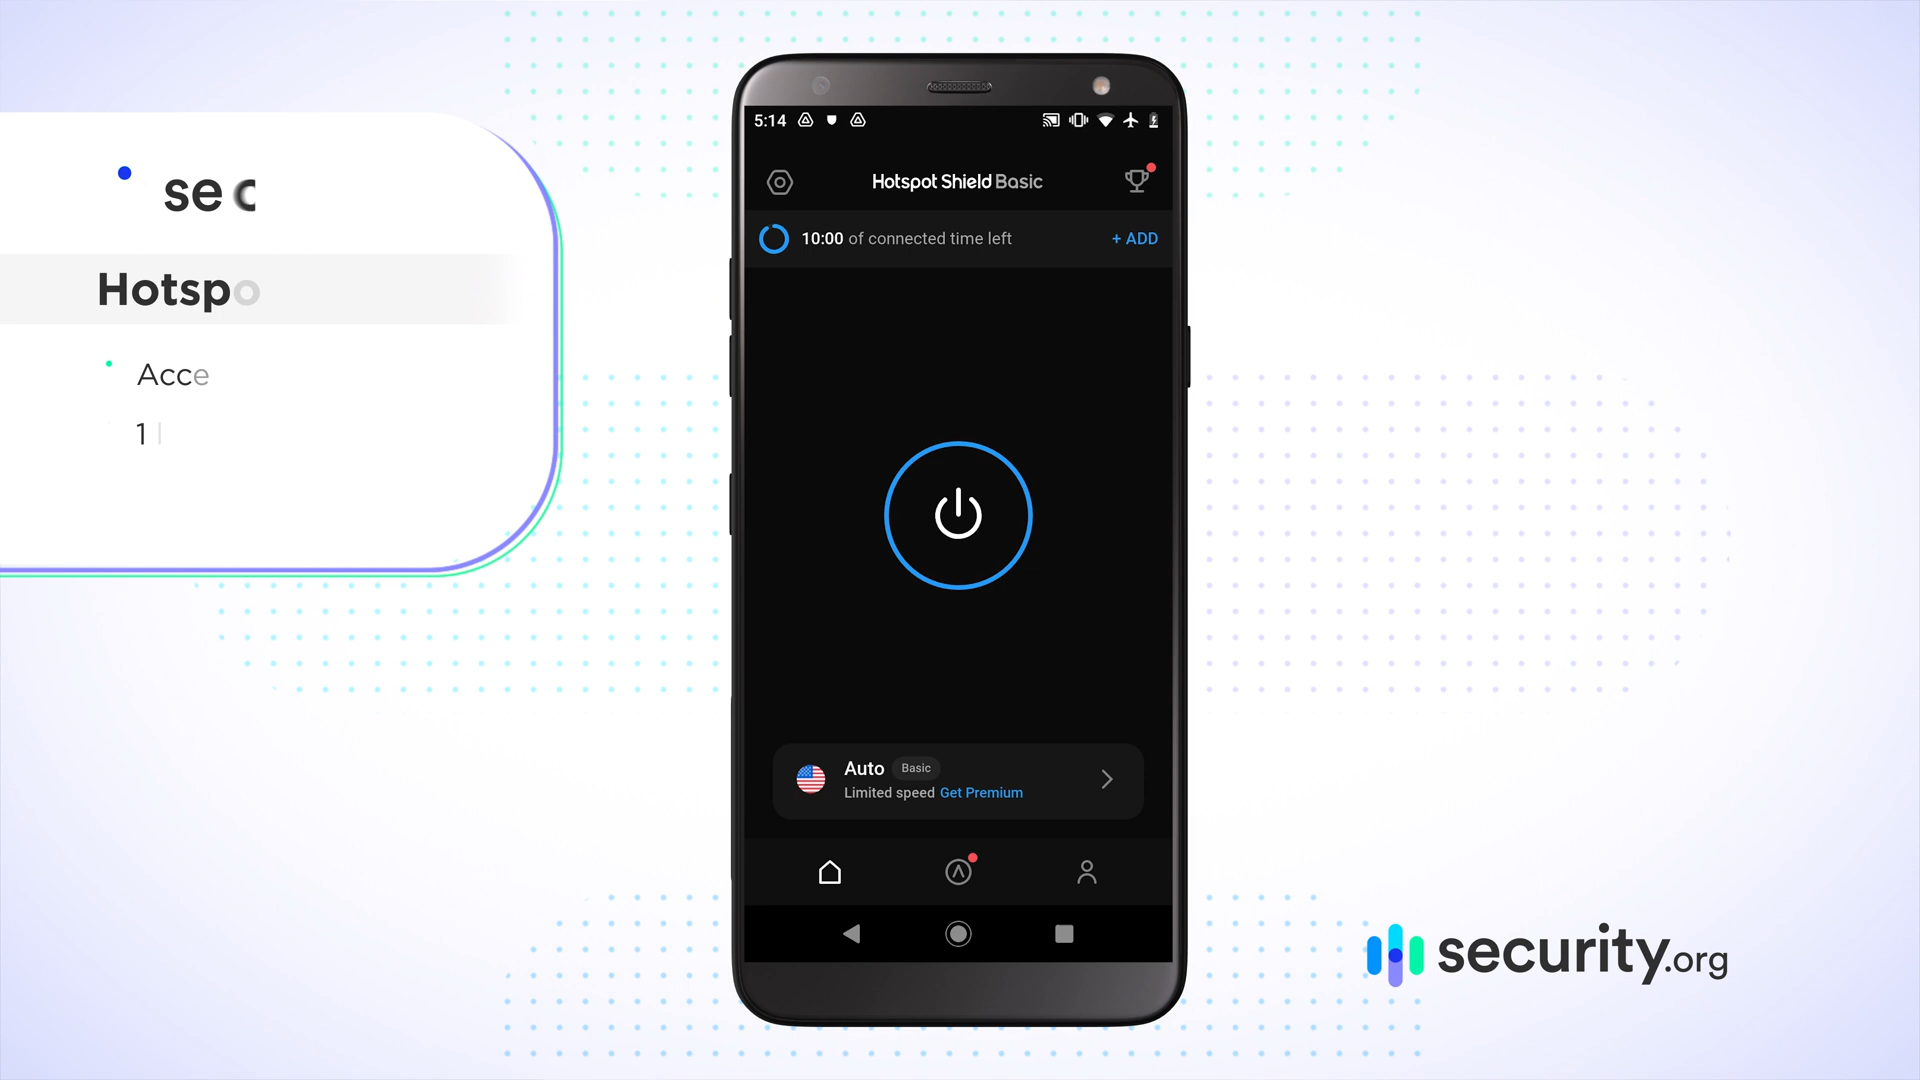 se c
Hotspo
Acce
1
5:14
Hotspot Shield Basic
10:00 of connected time left
+ ADD
Auto Basic
Limited speed Get Premium
security.org